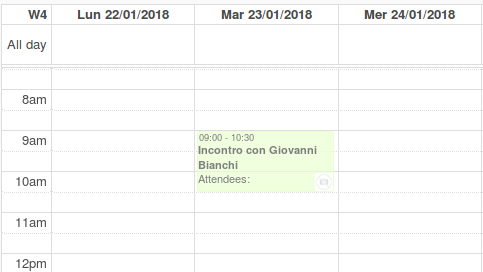 W4 Lun 22/01/2018 Mar 23/01/2018 Mer 24/01/2018
All day
8am
9am
09:00 - 10:30
Incontro con Giovanni
Bianchi
Attendees:
10am
11am
12pm